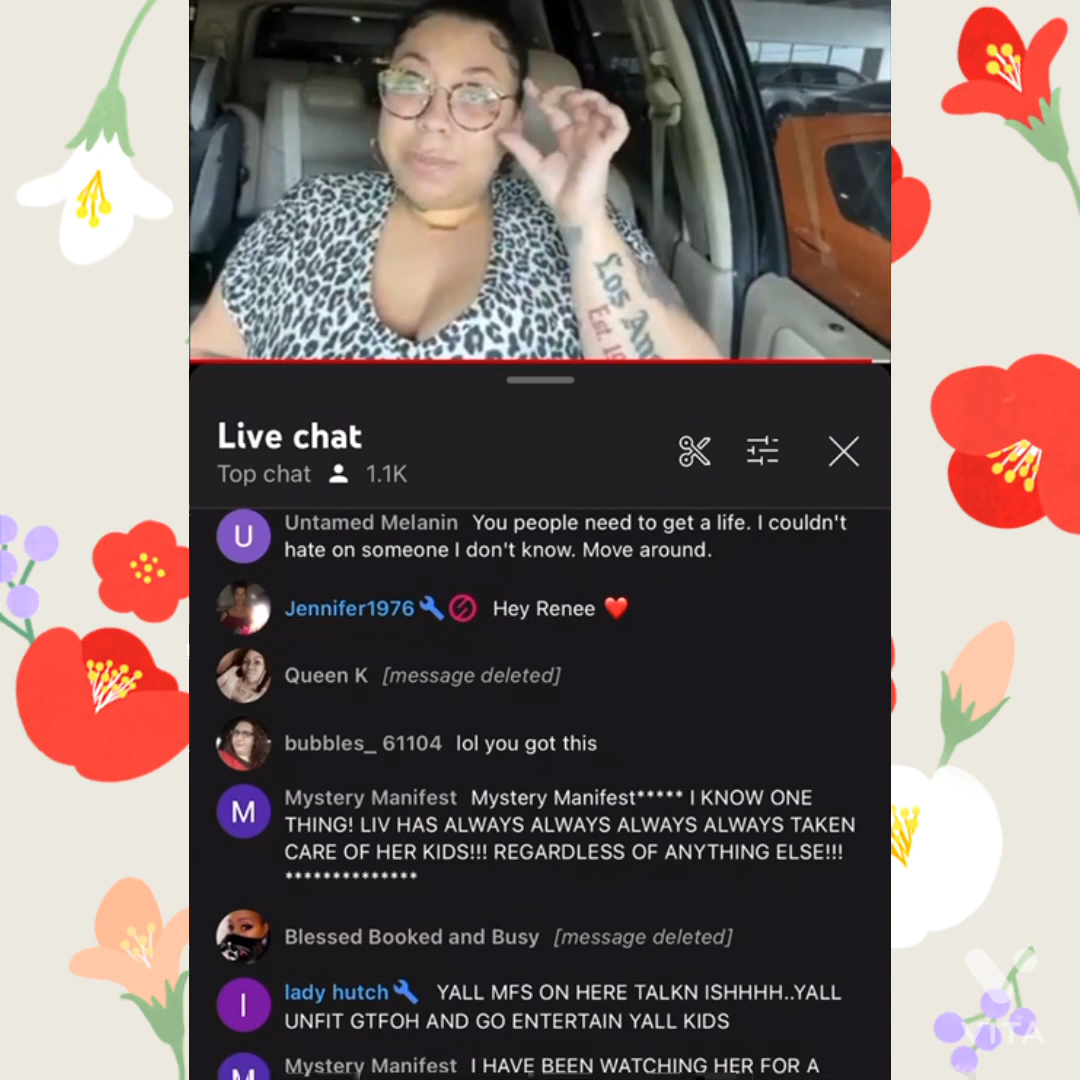 Los An
Est. 19
Live chat
Top chat 1.1K
U Untamed Melanin You people need to get a life. I couldn't
hate on someone I don't know. Move around.
Jennifer1976 Hey Renee
Queen K [message deleted]
bubbles_ 61104 lol you got this
M Mystery Manifest Mystery Manifest***** I KNOW ONE
THING! LIV HAS ALWAYS ALWAYS ALWAYS ALWAYS TAKEN
CARE OF HER KIDS!!! REGARDLESS OF ANYTHING ELSE!!!
**************
Blessed Booked and Busy [message deleted]
l lady hutch YALL MFS ON HERE TALKN ISHHHH..YALL
UNFIT GTFOH AND GO ENTERTAIN YALL KIDS
M Mystery Manifest I HAVE BEEN WATCHING HER FOR A
VITA